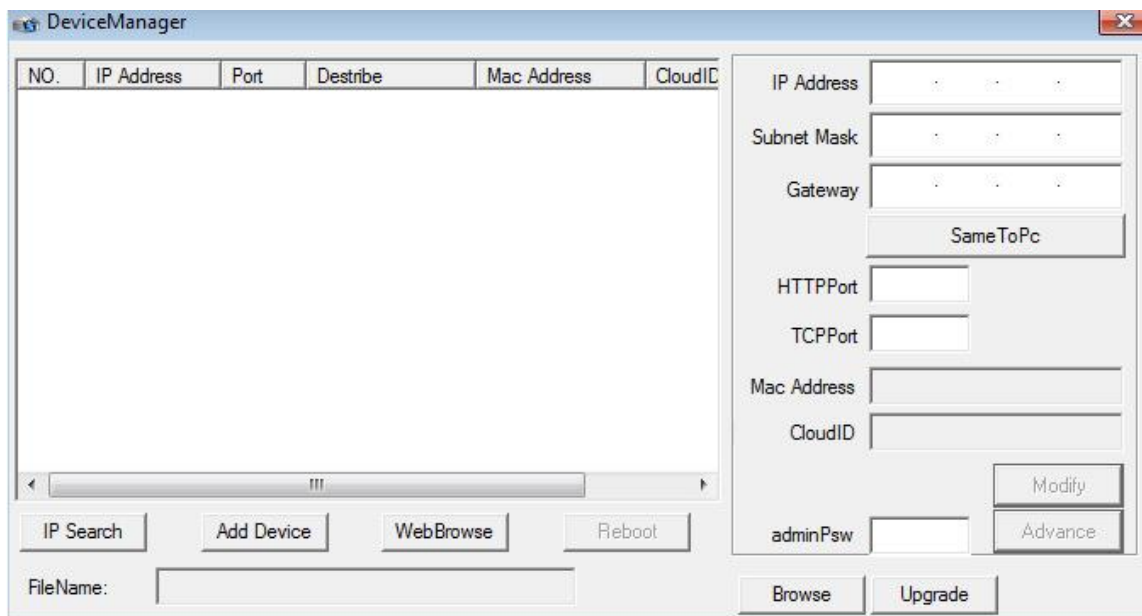 DeviceManager
NO. IP Address Port Destribe Mac Address CloudID
IP Address
Subnet Mask
Gateway
SameToPc
HTTPPort
TCPPort
Mac Address
CloudID
Modify
IP Search Add Device WebBrowse Reboot adminPsw Advance
FileName: Browse Upgrade